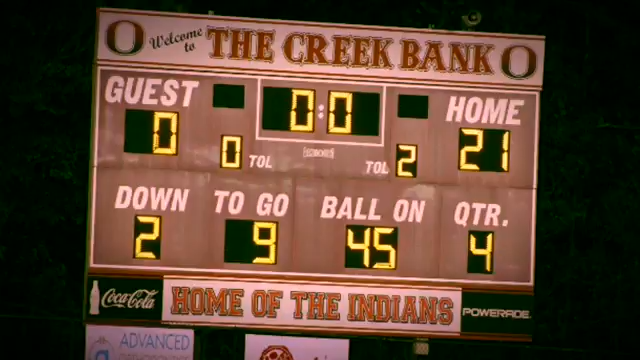 O Welcome to THE CREEK BANK O
GUEST 0:0 HOME
0 0 TOL TOL 2 21
DOWN TO GO BALL ON QTR.
2 9 45 4
Coca-Cola HOME OF THE INDIANS POWERADE
ADVANCED